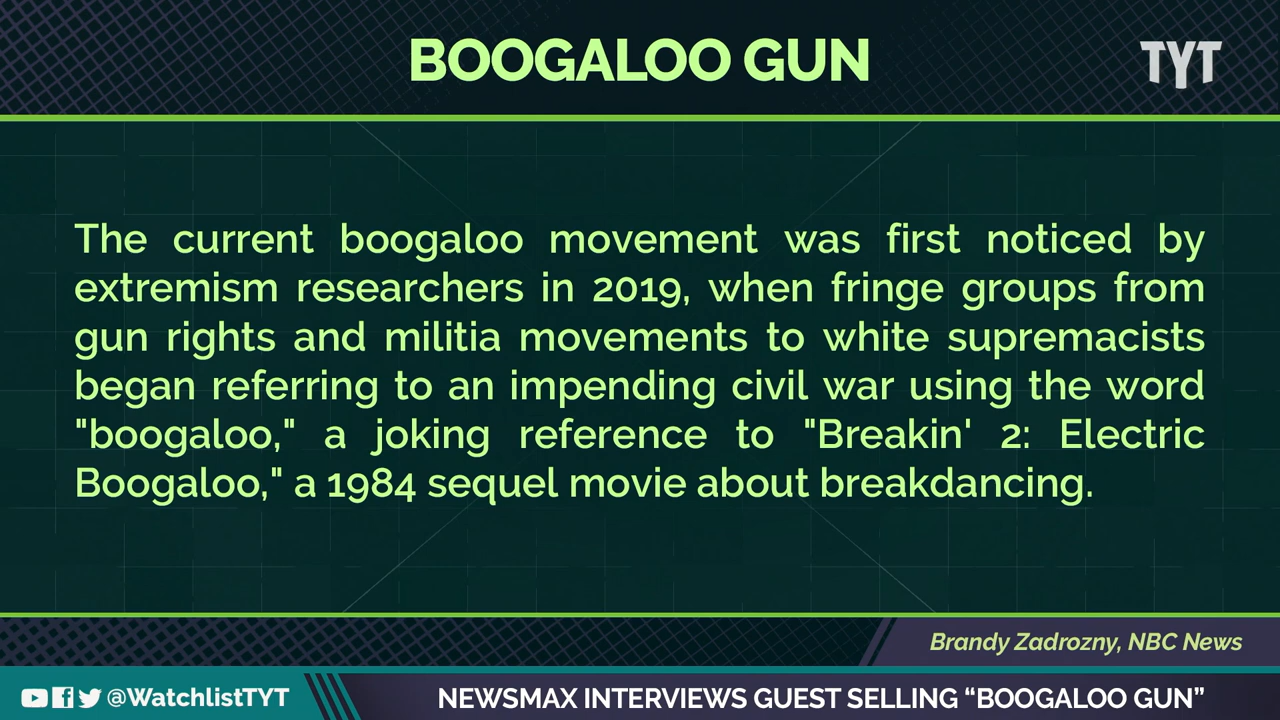 BOOGALOO GUN
TYT
The current boogaloo movement was first noticed by
extremism researchers in 2019, when fringe groups from
gun rights and militia movements to white supremacists
began referring to an impending civil war using the word
"boogaloo," a joking reference to "Breakin' 2: Electric
Boogaloo," a 1984 sequel movie about breakdancing.
Brandy Zadrozny, NBC News
@WatchlistTYT
NEWSMAX INTERVIEWS GUEST SELLING “BOOGALOO GUN”